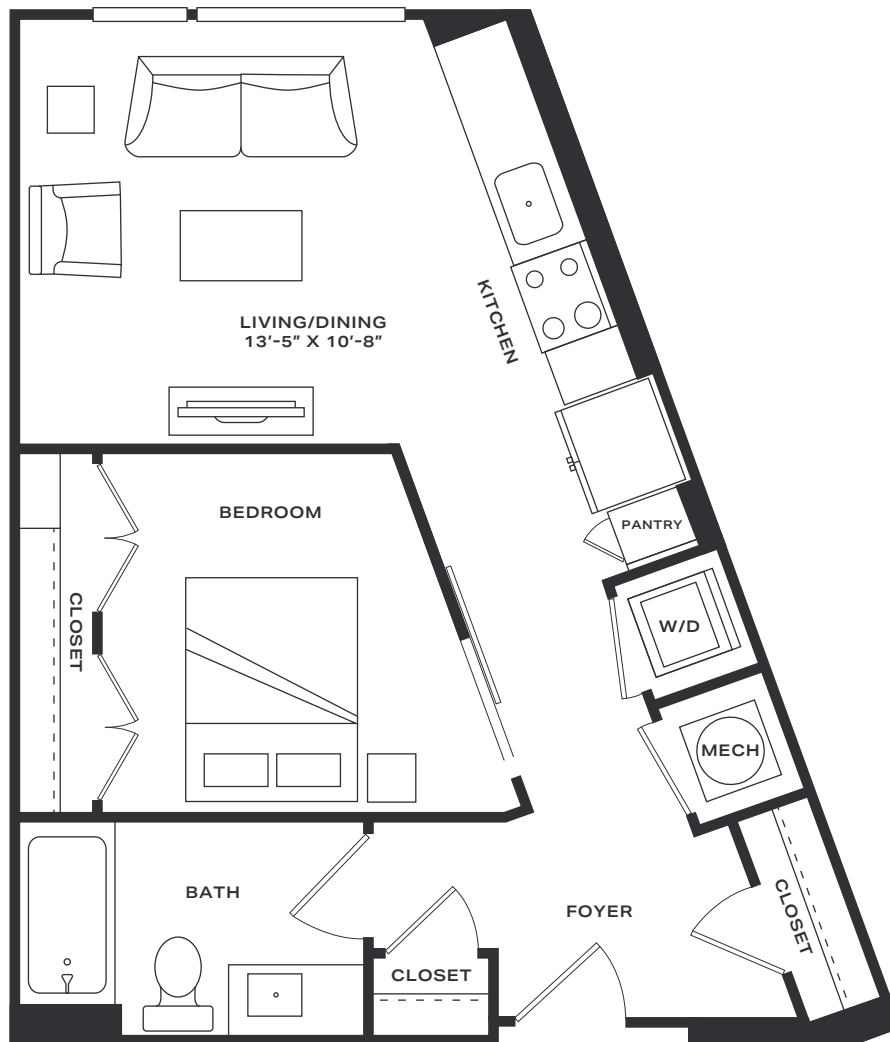 LIVING/DINING
13′-5″ X 10′-8″
KITCHEN
BEDROOM
PANTRY
CLOSET
W/D
MECH
BATH
FOYER
CLOSET
CLOSET